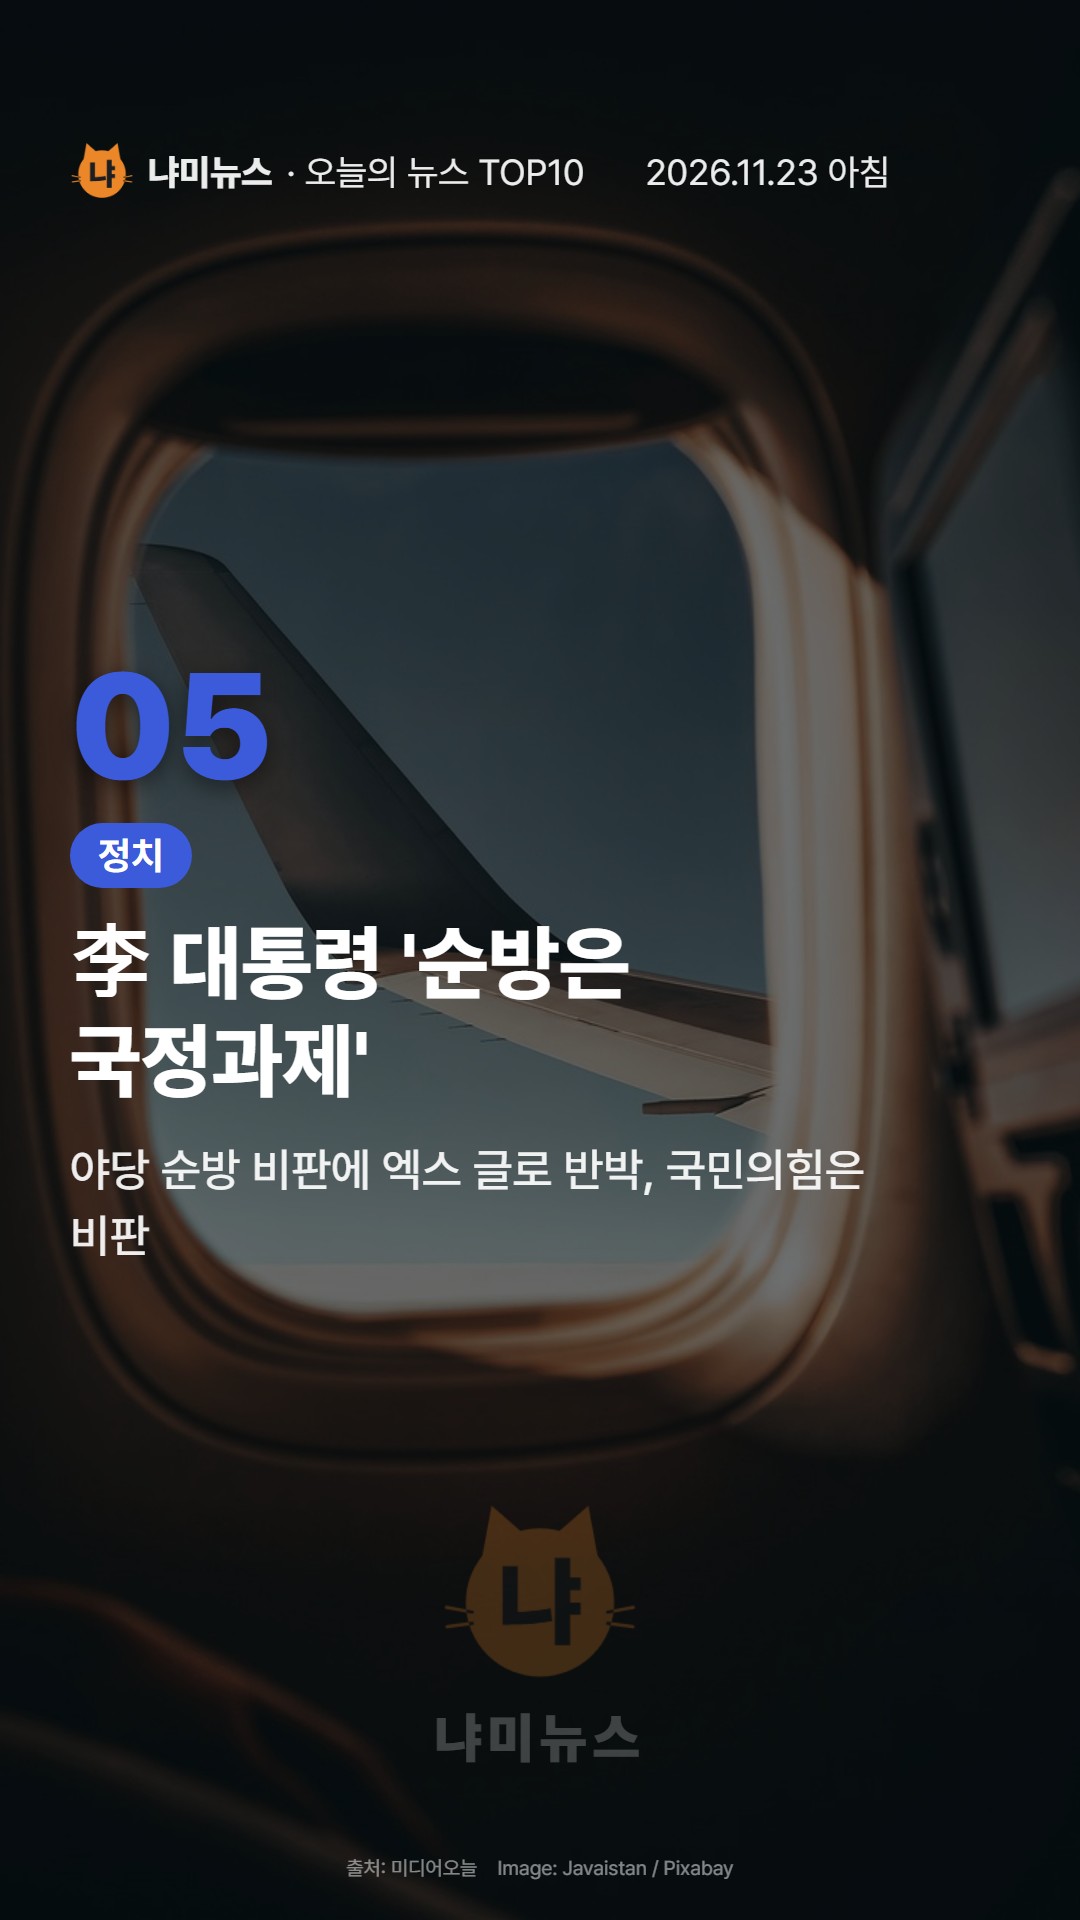 냐 냐미뉴스 · 오늘의 뉴스 TOP10 2026.11.23 아침
05
정치
李 대통령 '순방은
국정과제'
야당 순방 비판에 엑스 글로 반박, 국민의힘은
비판
냐
냐미뉴스
출처: 미디어오늘 Image: Javaistan / Pixabay